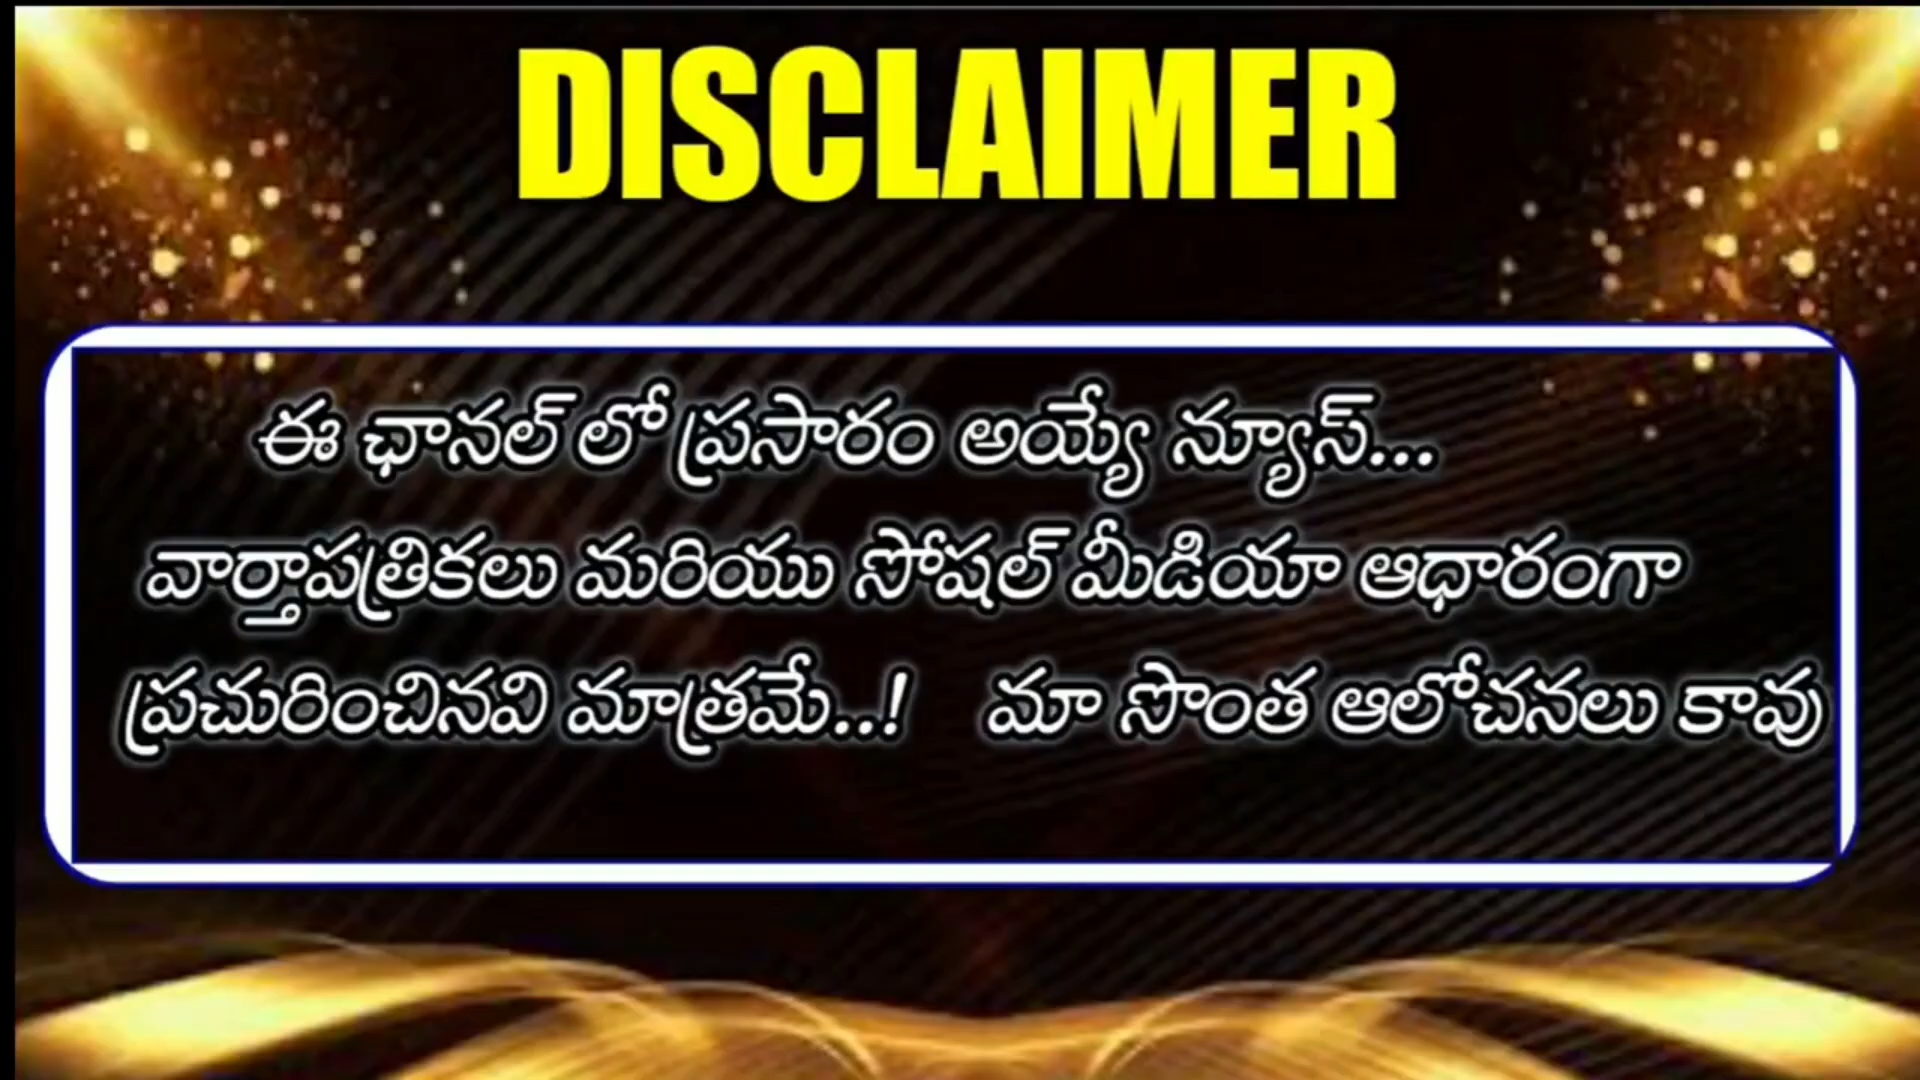 DISCLAIMER
ఈ ఛానల్ లో ప్రసారం అయ్యే న్యూస్...
వార్తాపత్రికలు మరియు సోషల్ మీడియా ఆధారంగా
ప్రచురించినవి మాత్రమే..! మా సొంత ఆలోచనలు కావు